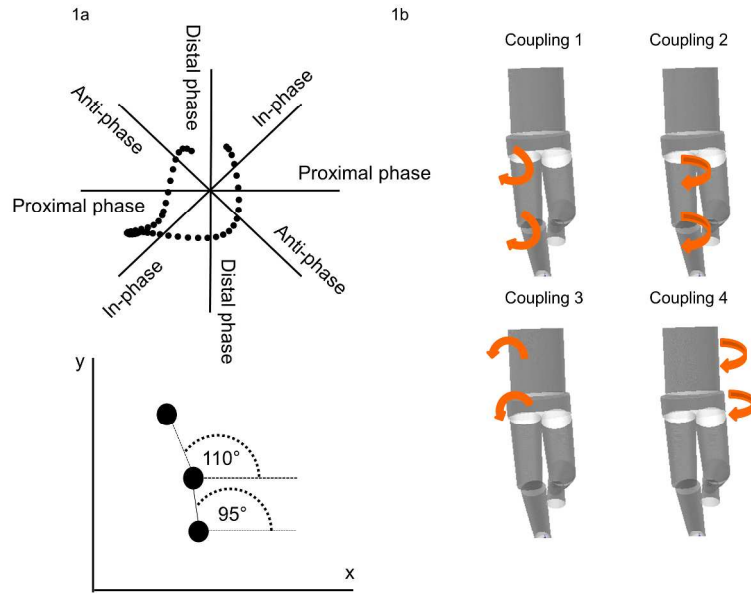 1a
Distal phase
Anti-phase
In-phase
Proximal phase
Proximal phase
In-phase
Distal phase
Anti-phase
y
110°
95°
x
1b
Coupling 1
Coupling 2
Coupling 3
Coupling 4